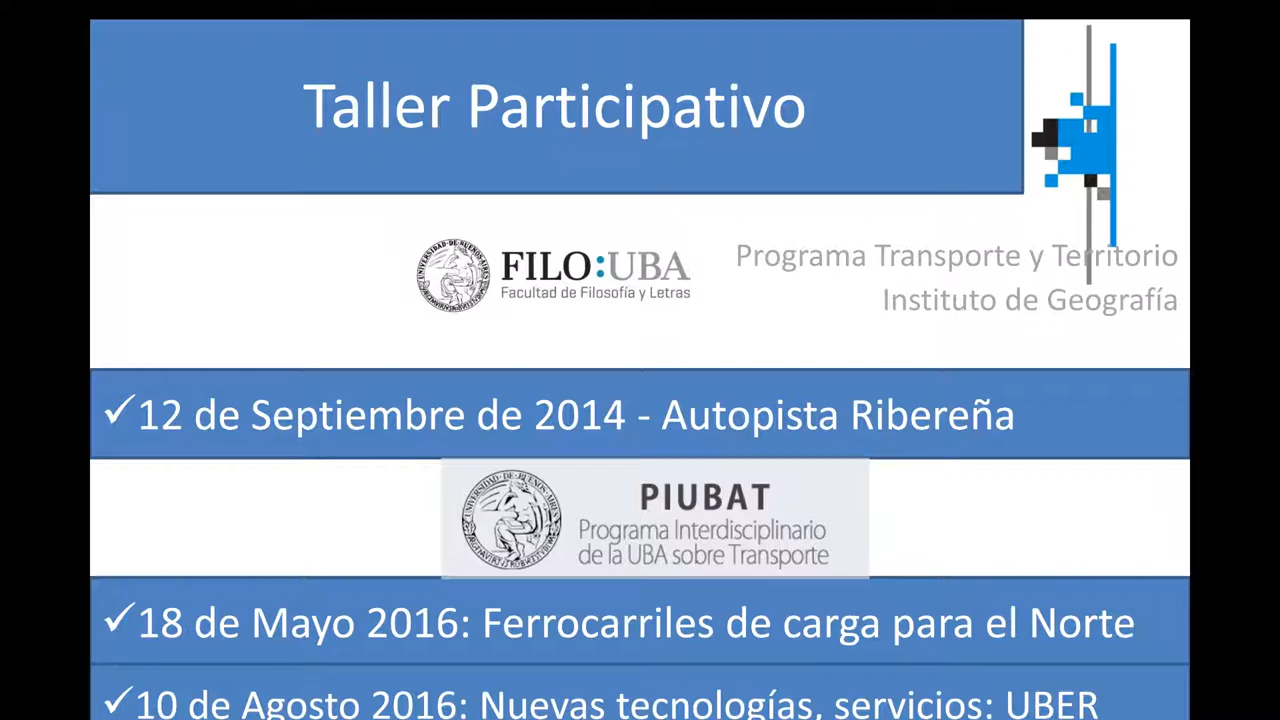 Taller Participativo
FILO:UBA
Facultad de Filosofía y Letras
Programa Transporte y Territorio
Instituto de Geografía
✓12 de Septiembre de 2014 - Autopista Ribereña
PIUBAT
Programa Interdisciplinario
de la UBA sobre Transporte
✓18 de Mayo 2016: Ferrocarriles de carga para el Norte
✓10 de Agosto 2016: Nuevas tecnologías, servicios: UBER